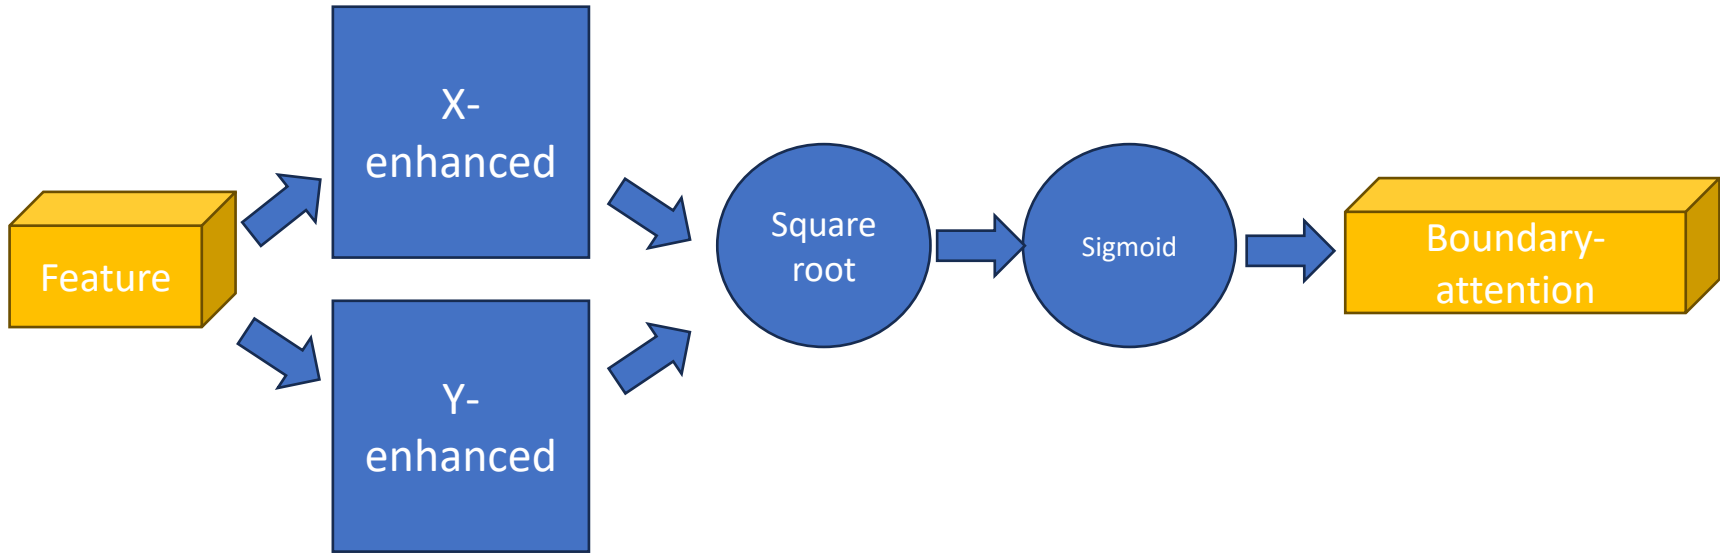 Feature
X-
enhanced
Y-
enhanced
Square
root
Sigmoid
Boundary-
attention